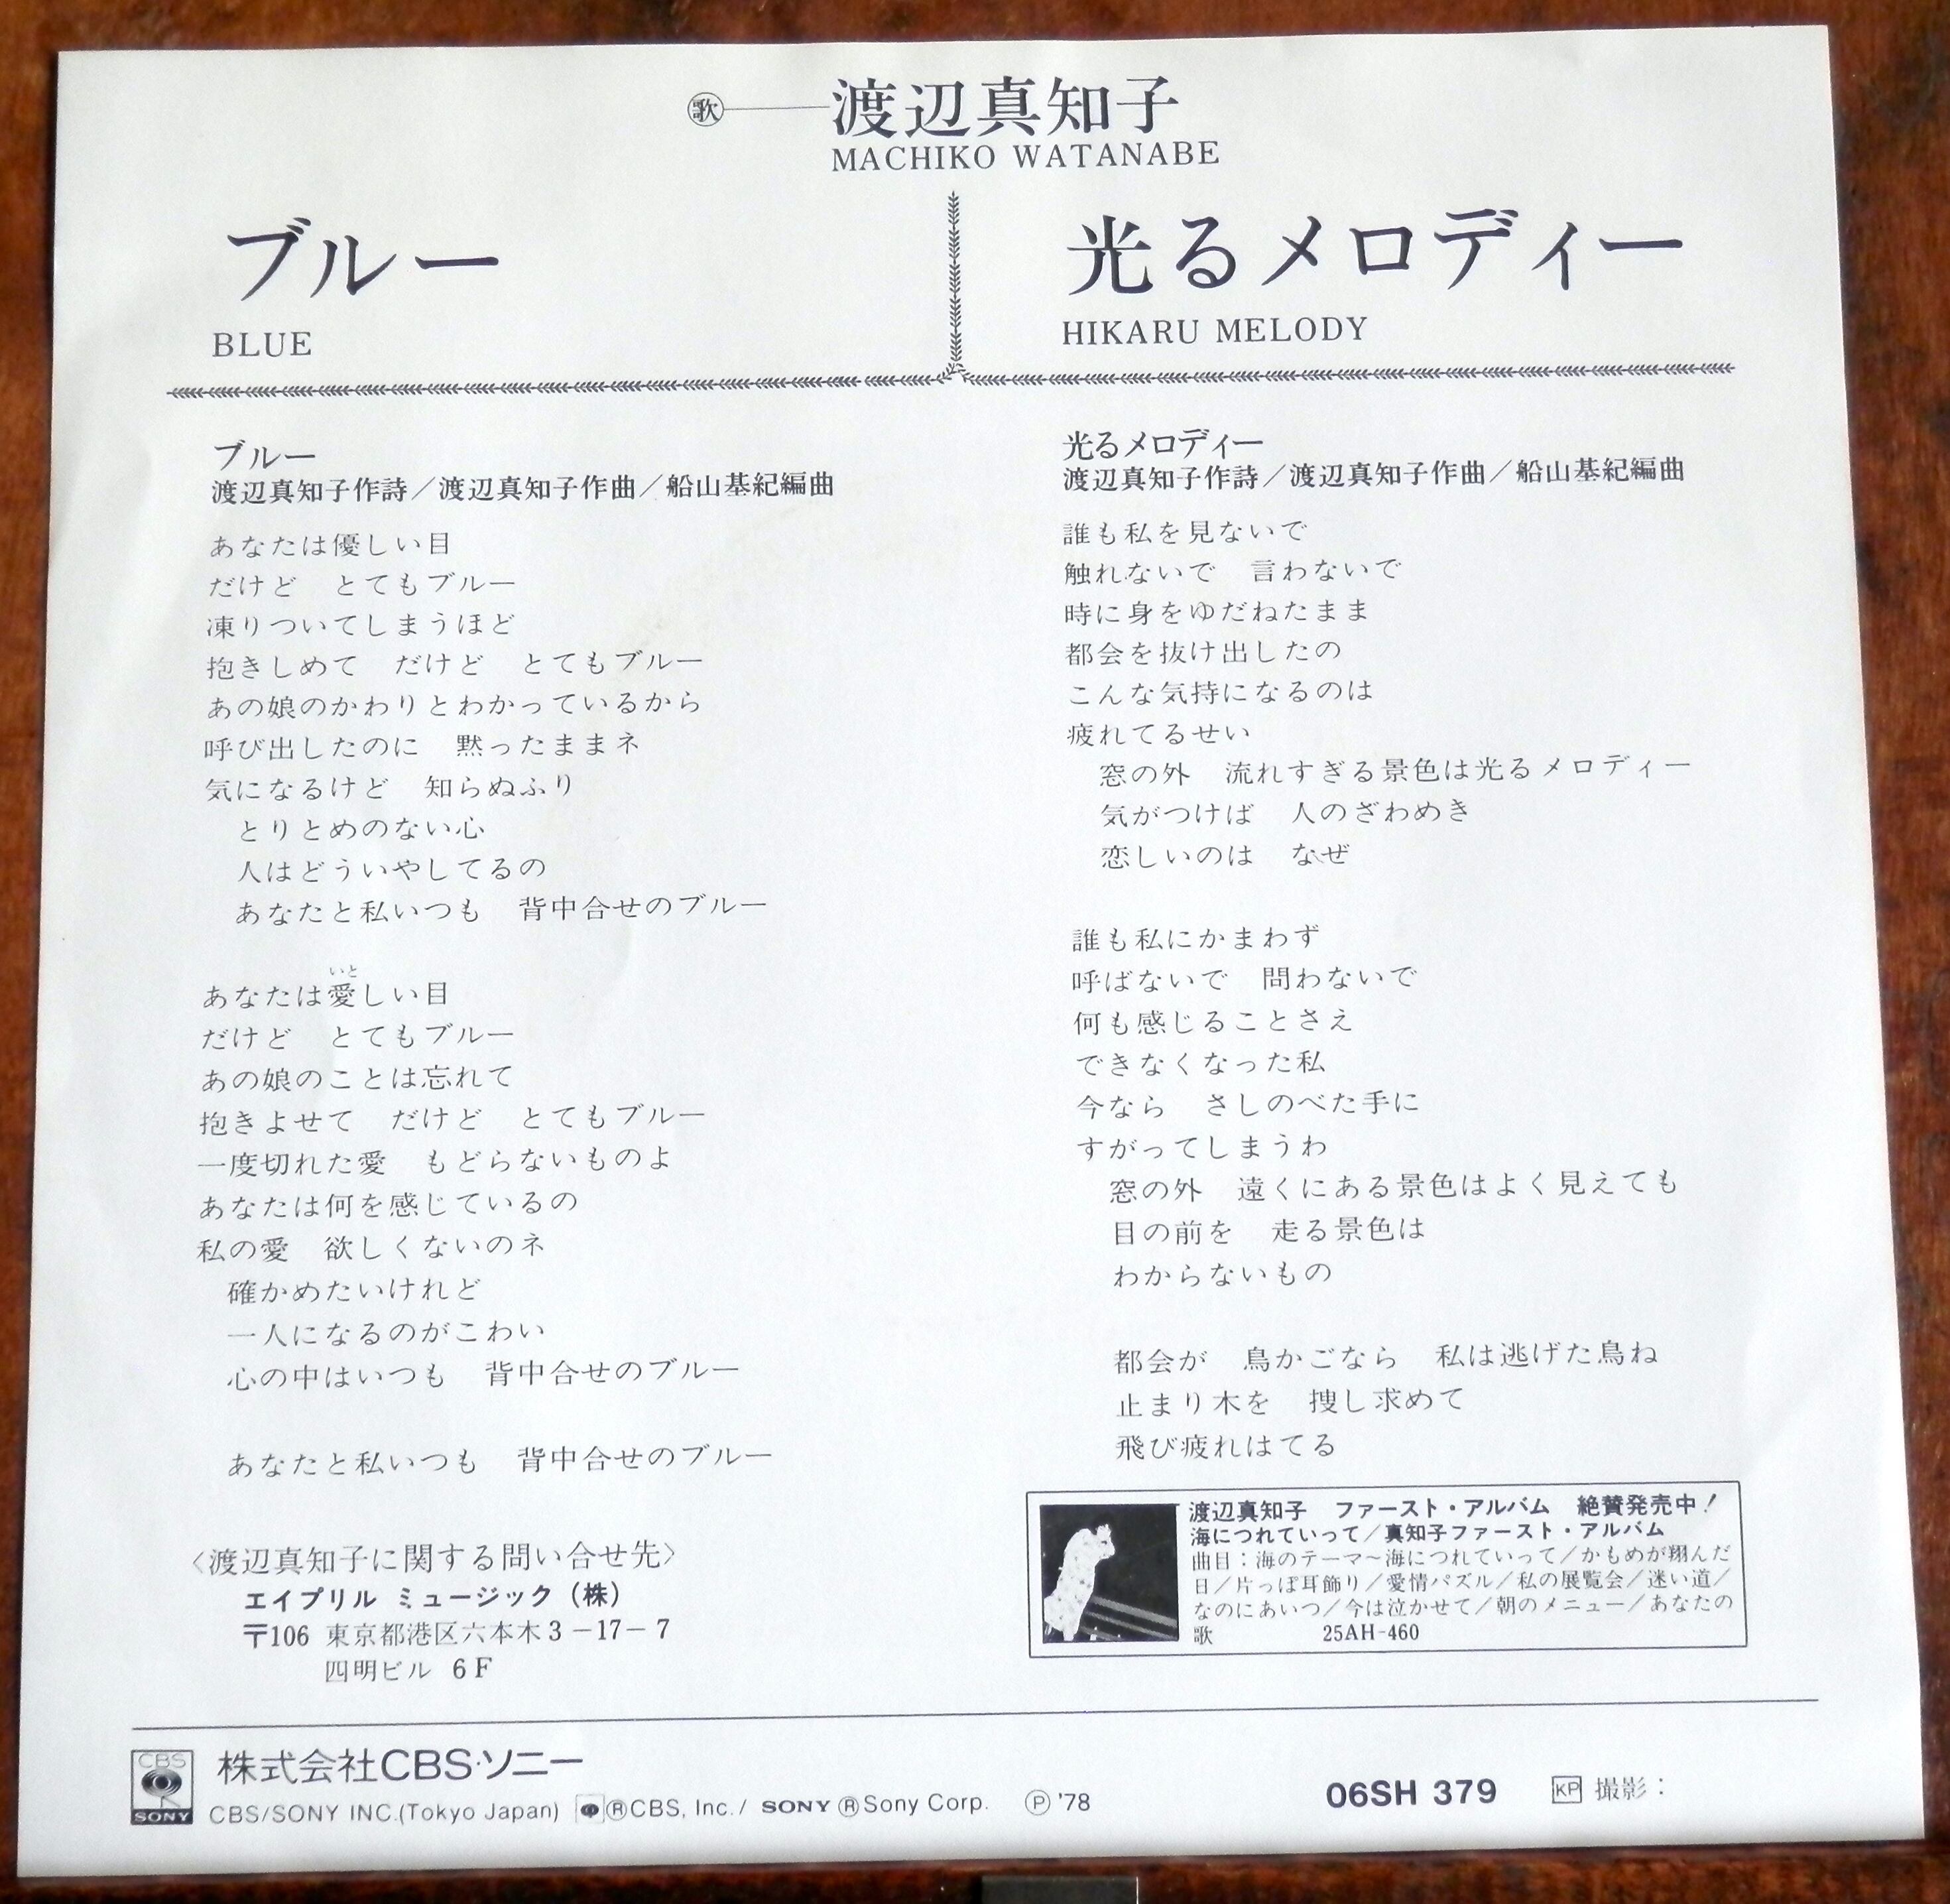 歌 渡辺真知子
MACHIKO WATANABE
ブルー
BLUE
光るメロディー
HIKARU MELODY
ブルー
渡辺真知子作詩／渡辺真知子作曲／船山基紀編曲
あなたは優しい目
だけど　とてもブルー
凍りついてしまうほど
抱きしめて　だけど　とてもブルー
あの娘のかわりとわかっているから
呼び出したのに　黙ったままネ
気になるけど　知らぬふり
とりとめのない心
人はどういやしてるの
あなたと私いつも　背中合せのブルー
いと
あなたは愛しい目
だけど　とてもブルー
あの娘のことは忘れて
抱きよせて　だけど　とてもブルー
一度切れた愛　もどらないものよ
あなたは何を感じているの
私の愛　欲しくないのネ
確かめたいけれど
一人になるのがこわい
心の中はいつも　背中合せのブルー
あなたと私いつも　背中合せのブルー
〈渡辺真知子に関する問い合せ先〉
エイプリル ミュージック（株）
〒106 東京都港区六本木3－17－7
四明ビル 6F
光るメロディー
渡辺真知子作詩／渡辺真知子作曲／船山基紀編曲
誰も私を見ないで
触れないで　言わないで
時に身をゆだねたまま
都会を抜け出したの
こんな気持になるのは
疲れてるせい
窓の外　流れすぎる景色は光るメロディー
気がつけば　人のざわめき
恋しいのは　なぜ
誰も私にかまわず
呼ばないで　問わないで
何も感じることさえ
できなくなった私
今なら　さしのべた手に
すがってしまうわ
窓の外　遠くにある景色はよく見えても
目の前を　走る景色は
わからないもの
都会が　鳥かごなら　私は逃げた鳥ね
止まり木を　捜し求めて
飛び疲れはてる
渡辺真知子　ファースト・アルバム　絶賛発売中！
海につれていって／真知子ファースト・アルバム
曲目：海のテーマ～海につれていって／かもめが翔んだ
日／片っぽ耳飾り／愛情パズル／私の展覧会／迷い道／
なのにあいつ／今は泣かせて／朝のメニュー／あなたの
歌　25AH-460
CBS
SONY
株式会社CBS・ソニー
CBS/SONY INC.(Tokyo Japan) ®CBS, Inc./ SONY ®Sony Corp. Ⓟ '78
06SH 379 KP 撮影：